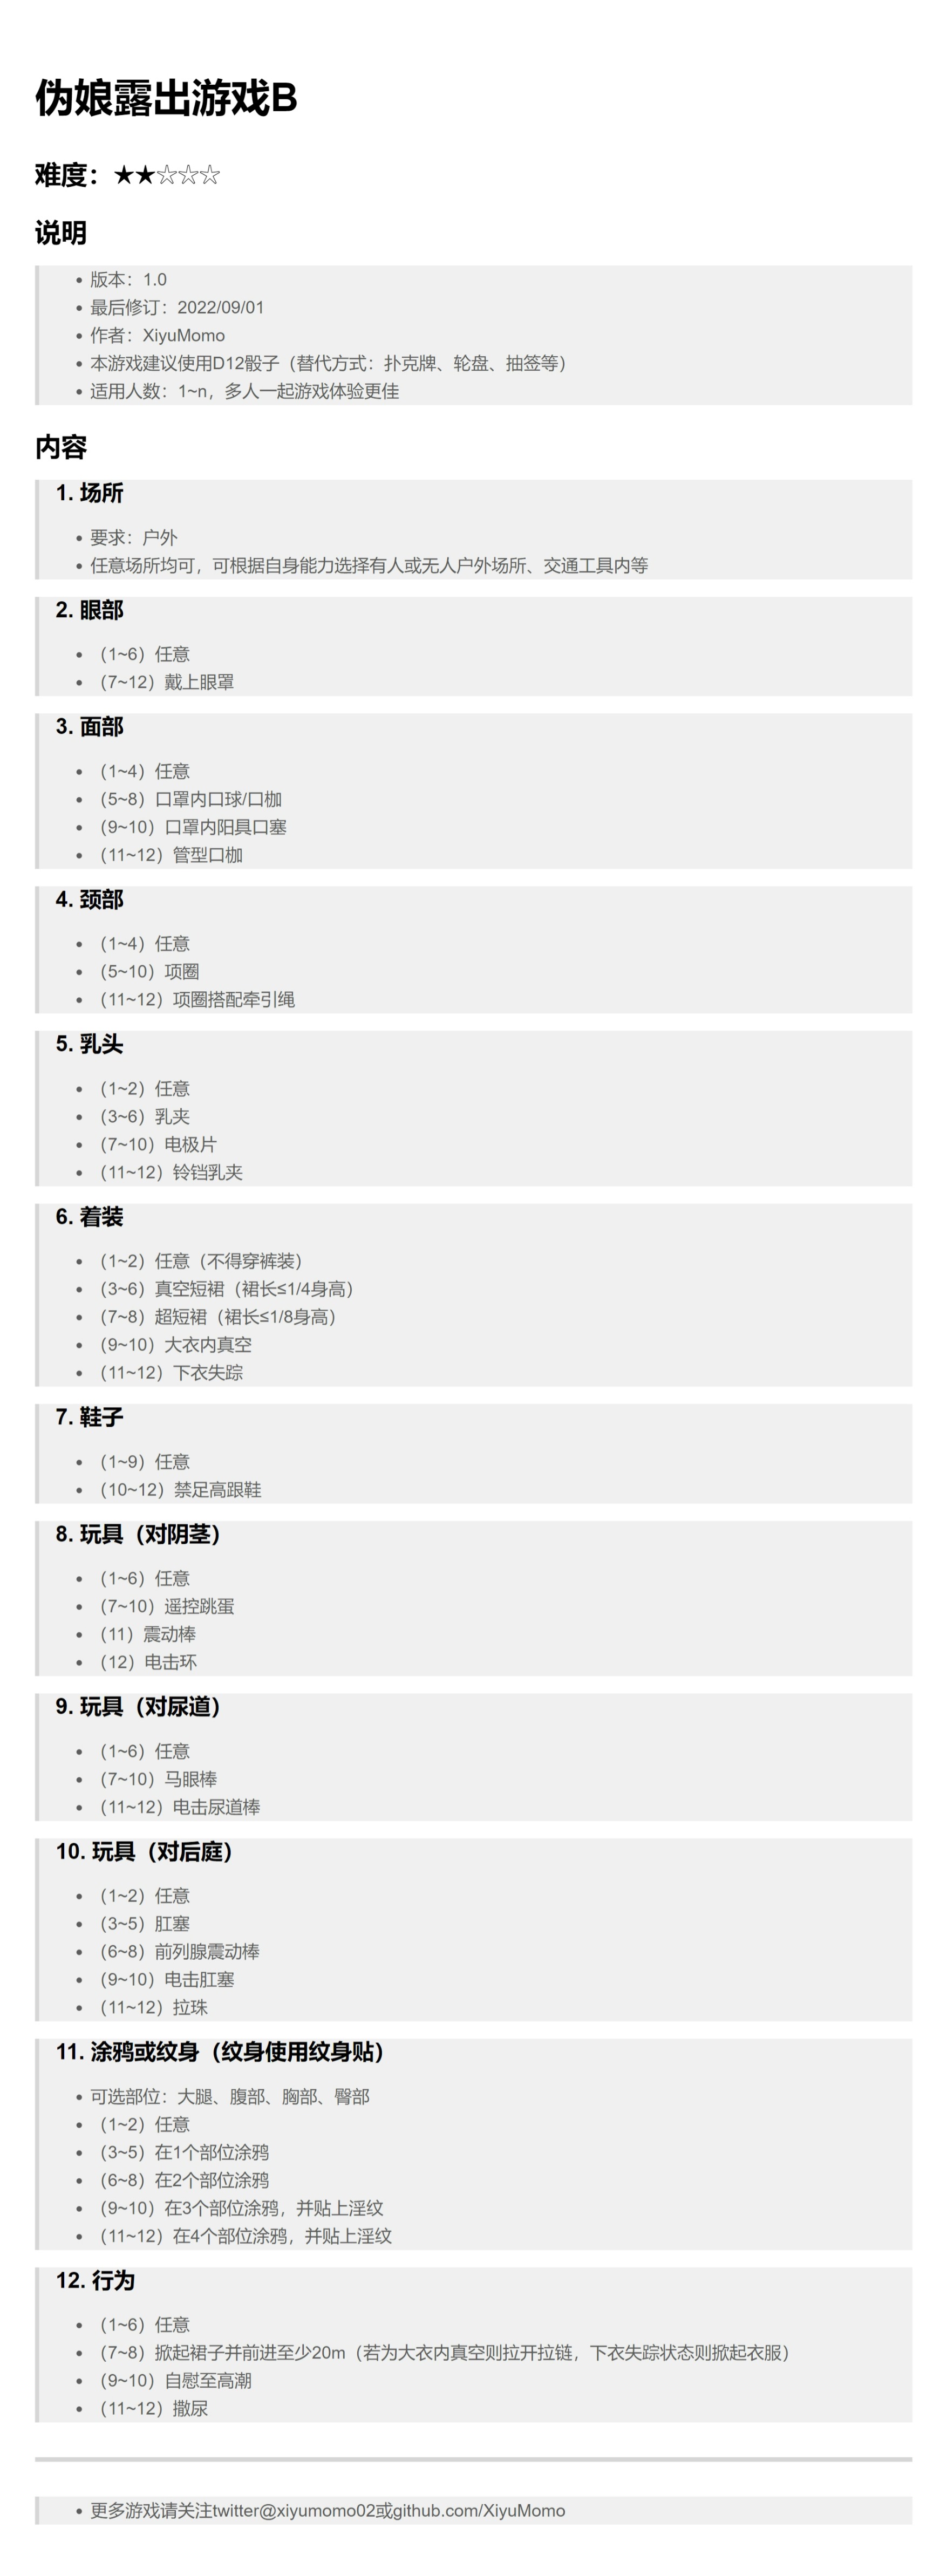 伪娘露出游戏B
难度：★★☆☆☆
说明
• 版本：1.0
• 最后修订：2022/09/01
• 作者：XiyuMomo
• 本游戏建议使用D12骰子（替代方式：扑克牌、轮盘、抽签等）
• 适用人数：1~n，多人一起游戏体验更佳
内容
1. 场所
• 要求：户外
• 任意场所均可，可根据自身能力选择有人或无人户外场所、交通工具内等
2. 眼部
• （1~6）任意
• （7~12）戴上眼罩
3. 面部
• （1~4）任意
• （5~8）口罩内口球/口枷
• （9~10）口罩内阳具口塞
• （11~12）管型口枷
4. 颈部
• （1~4）任意
• （5~10）项圈
• （11~12）项圈搭配牵引绳
5. 乳头
• （1~2）任意
• （3~6）乳夹
• （7~10）电极片
• （11~12）铃铛乳夹
6. 着装
• （1~2）任意（不得穿裤装）
• （3~6）真空短裙（裙长≤1/4身高）
• （7~8）超短裙（裙长≤1/8身高）
• （9~10）大衣内真空
• （11~12）下衣失踪
7. 鞋子
• （1~9）任意
• （10~12）禁足高跟鞋
8. 玩具（对阴茎）
• （1~6）任意
• （7~10）遥控跳蛋
• （11）震动棒
• （12）电击环
9. 玩具（对尿道）
• （1~6）任意
• （7~10）马眼棒
• （11~12）电击尿道棒
10. 玩具（对后庭）
• （1~2）任意
• （3~5）肛塞
• （6~8）前列腺震动棒
• （9~10）电击肛塞
• （11~12）拉珠
11. 涂鸦或纹身（纹身使用纹身贴）
• 可选部位：大腿、腹部、胸部、臀部
• （1~2）任意
• （3~5）在1个部位涂鸦
• （6~8）在2个部位涂鸦
• （9~10）在3个部位涂鸦，并贴上淫纹
• （11~12）在4个部位涂鸦，并贴上淫纹
12. 行为
• （1~6）任意
• （7~8）掀起裙子并前进至少20m（若为大衣内真空则拉开拉链，下衣失踪状态则掀起衣服）
• （9~10）自慰至高潮
• （11~12）撒尿
• 更多游戏请关注twitter@xiyumomo02或github.com/XiyuMomo